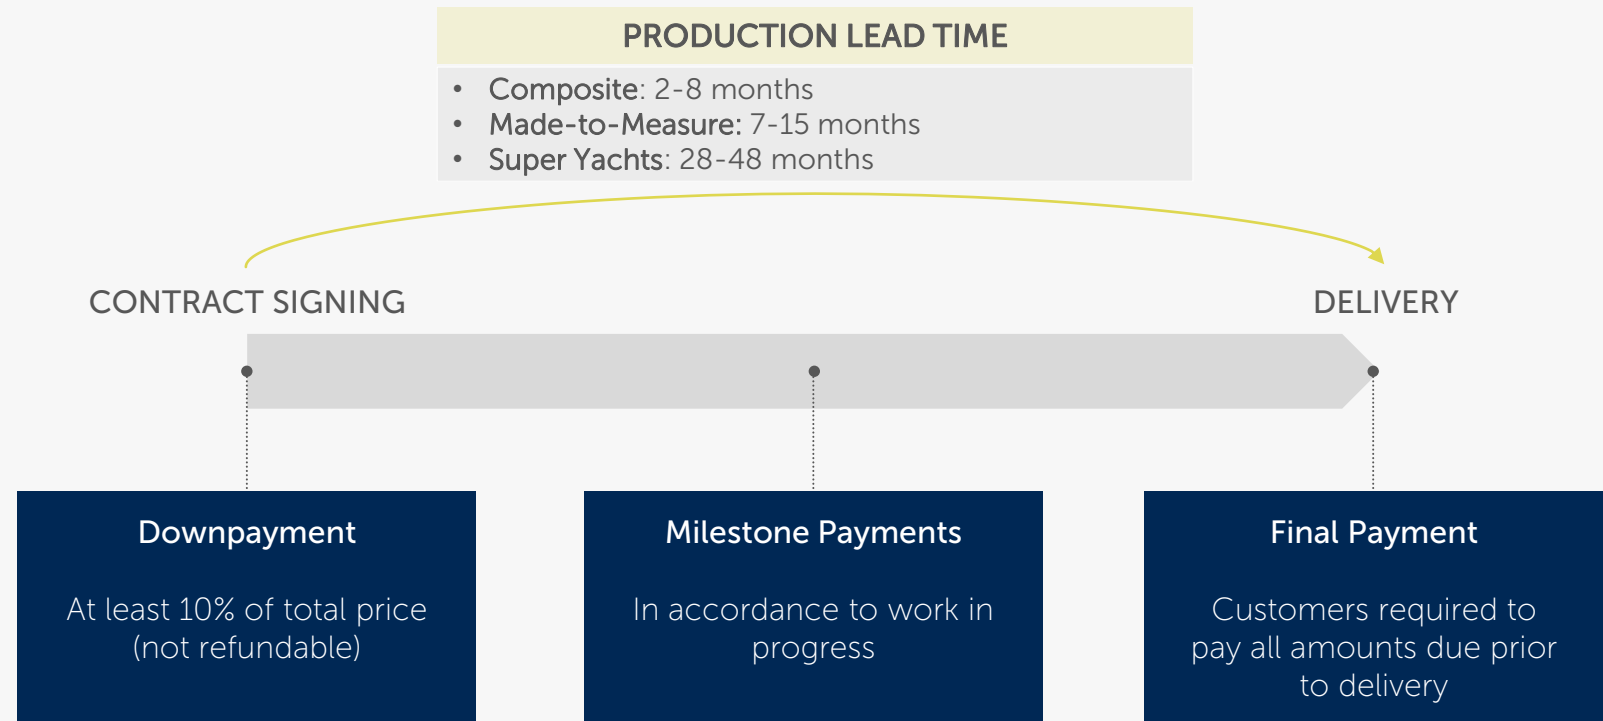 PRODUCTION LEAD TIME
• Composite: 2-8 months
• Made-to-Measure: 7-15 months
• Super Yachts: 28-48 months
CONTRACT SIGNING
DELIVERY
Downpayment
At least 10% of total price
(not refundable)
Milestone Payments
In accordance to work in
progress
Final Payment
Customers required to
pay all amounts due prior
to delivery